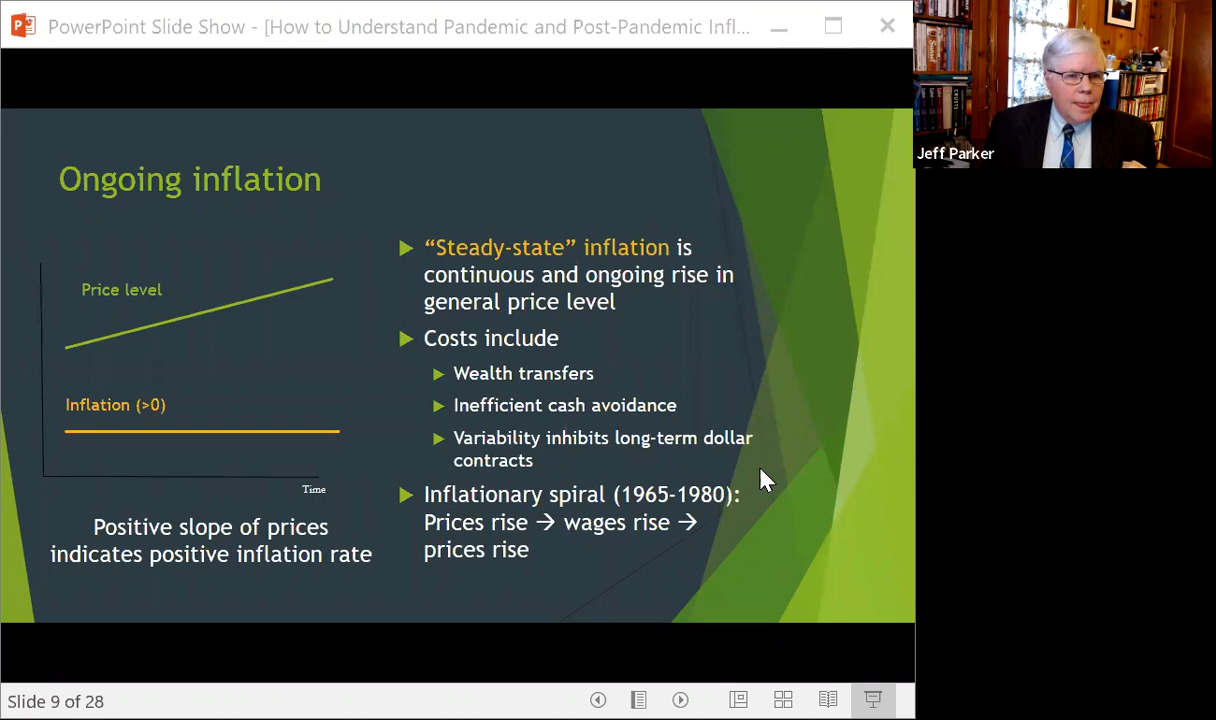 PowerPoint Slide Show - [How to Understand Pandemic and Post-Pandemic Infl...
Jeff Parker
Ongoing inflation
Price level
Inflation (>0)
Time
Positive slope of prices
indicates positive inflation rate
“Steady-state” inflation is
continuous and ongoing rise in
general price level
Costs include
Wealth transfers
Inefficient cash avoidance
Variability inhibits long-term dollar
contracts
Inflationary spiral (1965-1980):
Prices rise → wages rise →
prices rise
Slide 9 of 28